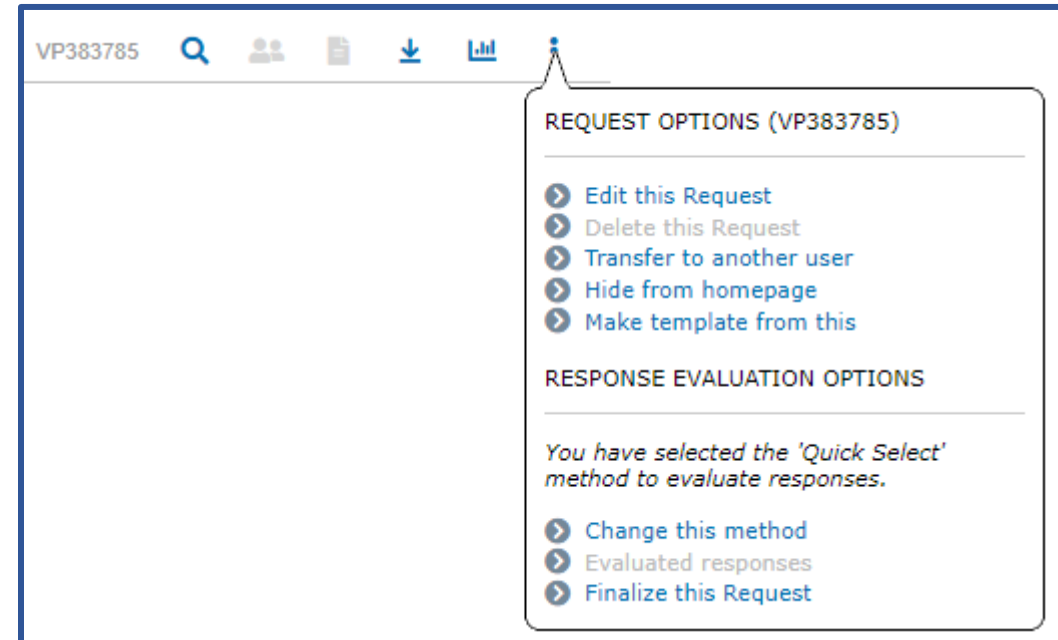 VP383785
REQUEST OPTIONS (VP383785)
Edit this Request
Delete this Request
Transfer to another user
Hide from homepage
Make template from this
RESPONSE EVALUATION OPTIONS
You have selected the 'Quick Select'
method to evaluate responses.
Change this method
Evaluated responses
Finalize this Request